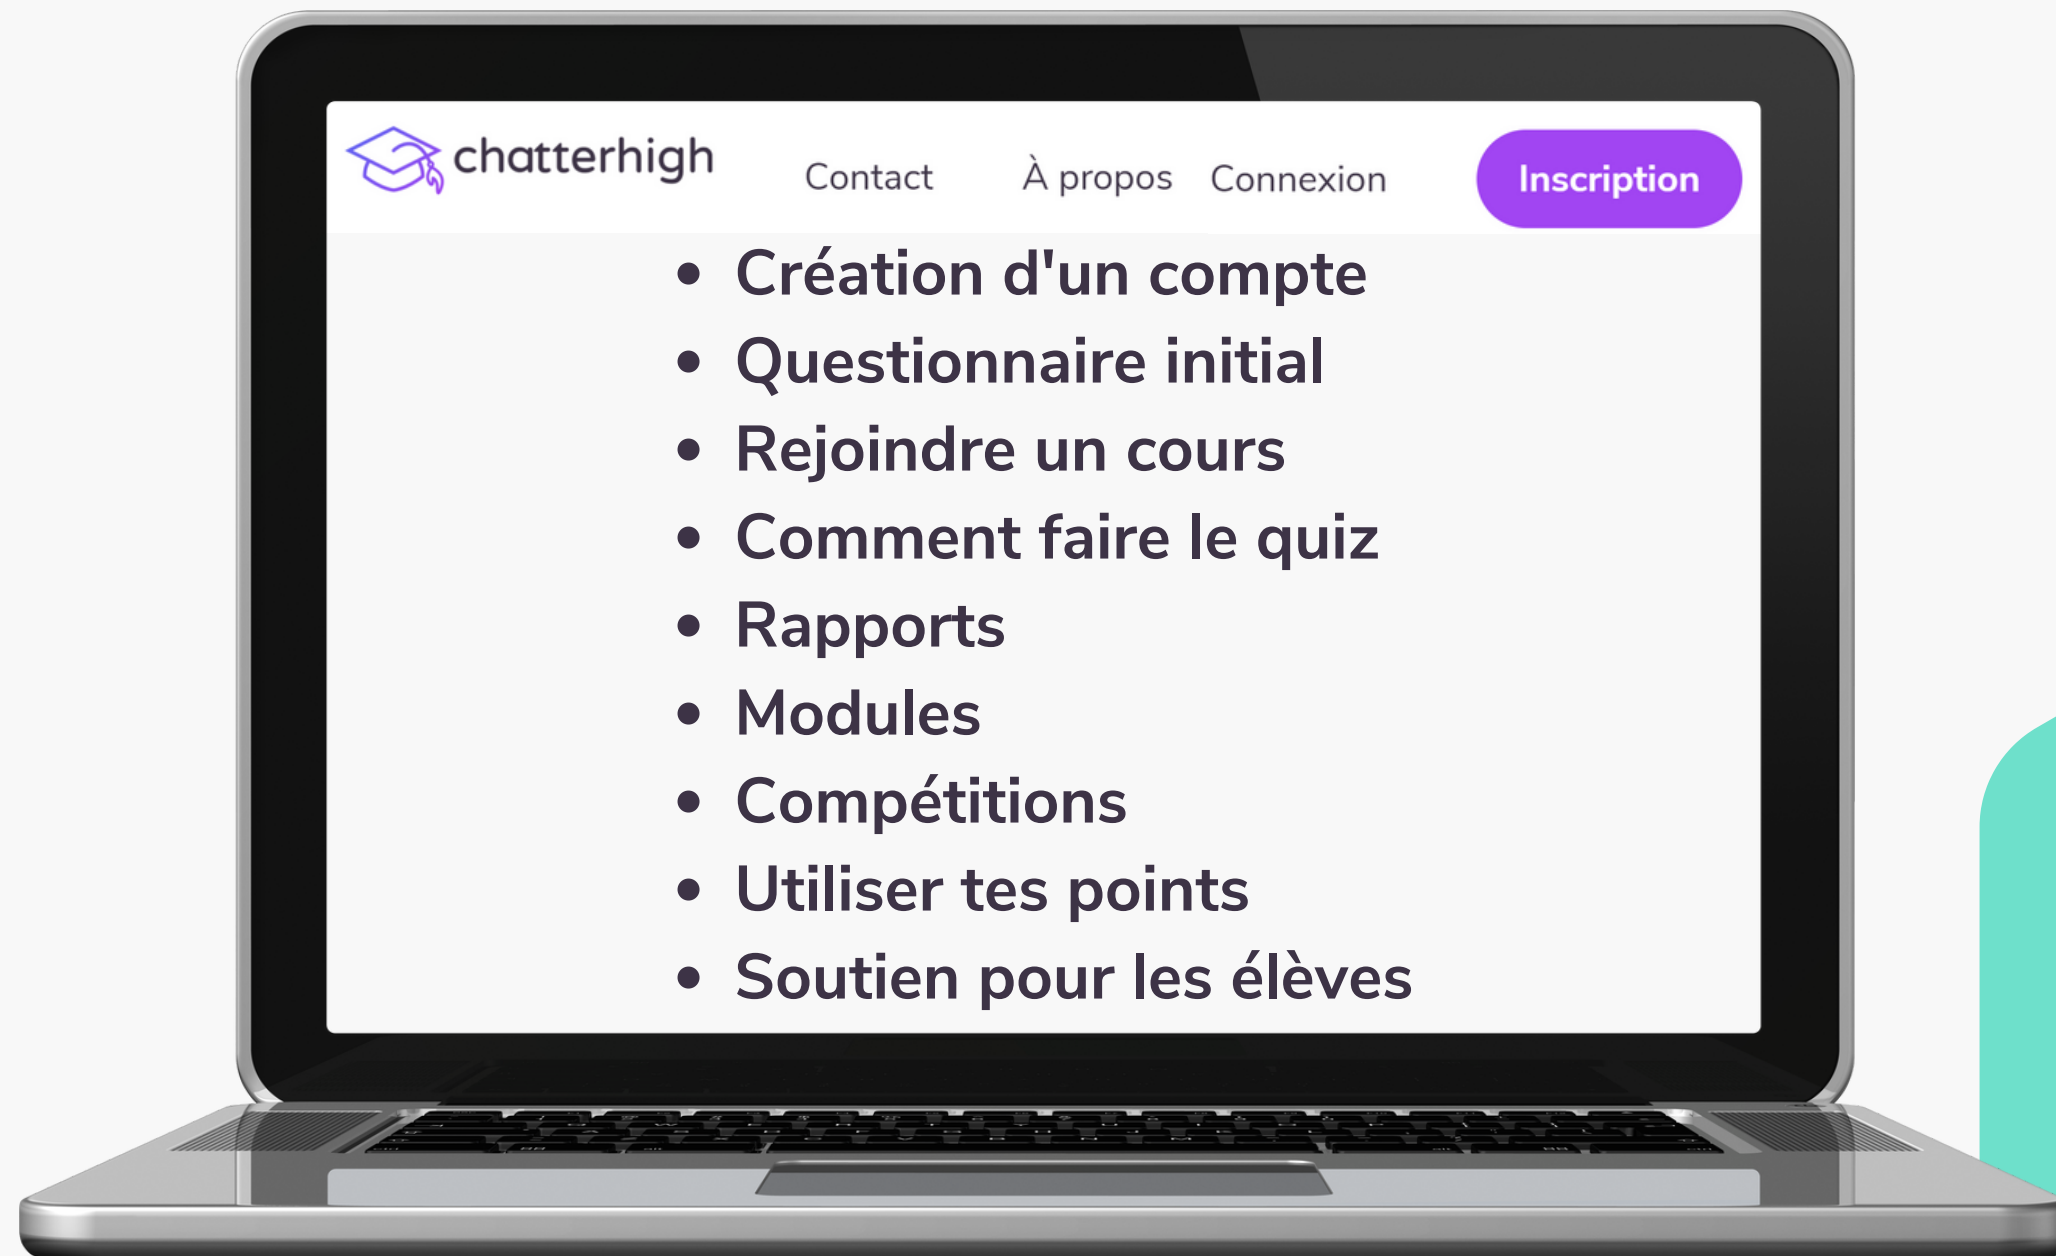 chatterhigh
Contact À propos Connexion Inscription
• Création d'un compte
• Questionnaire initial
• Rejoindre un cours
• Comment faire le quiz
• Rapports
• Modules
• Compétitions
• Utiliser tes points
• Soutien pour les élèves